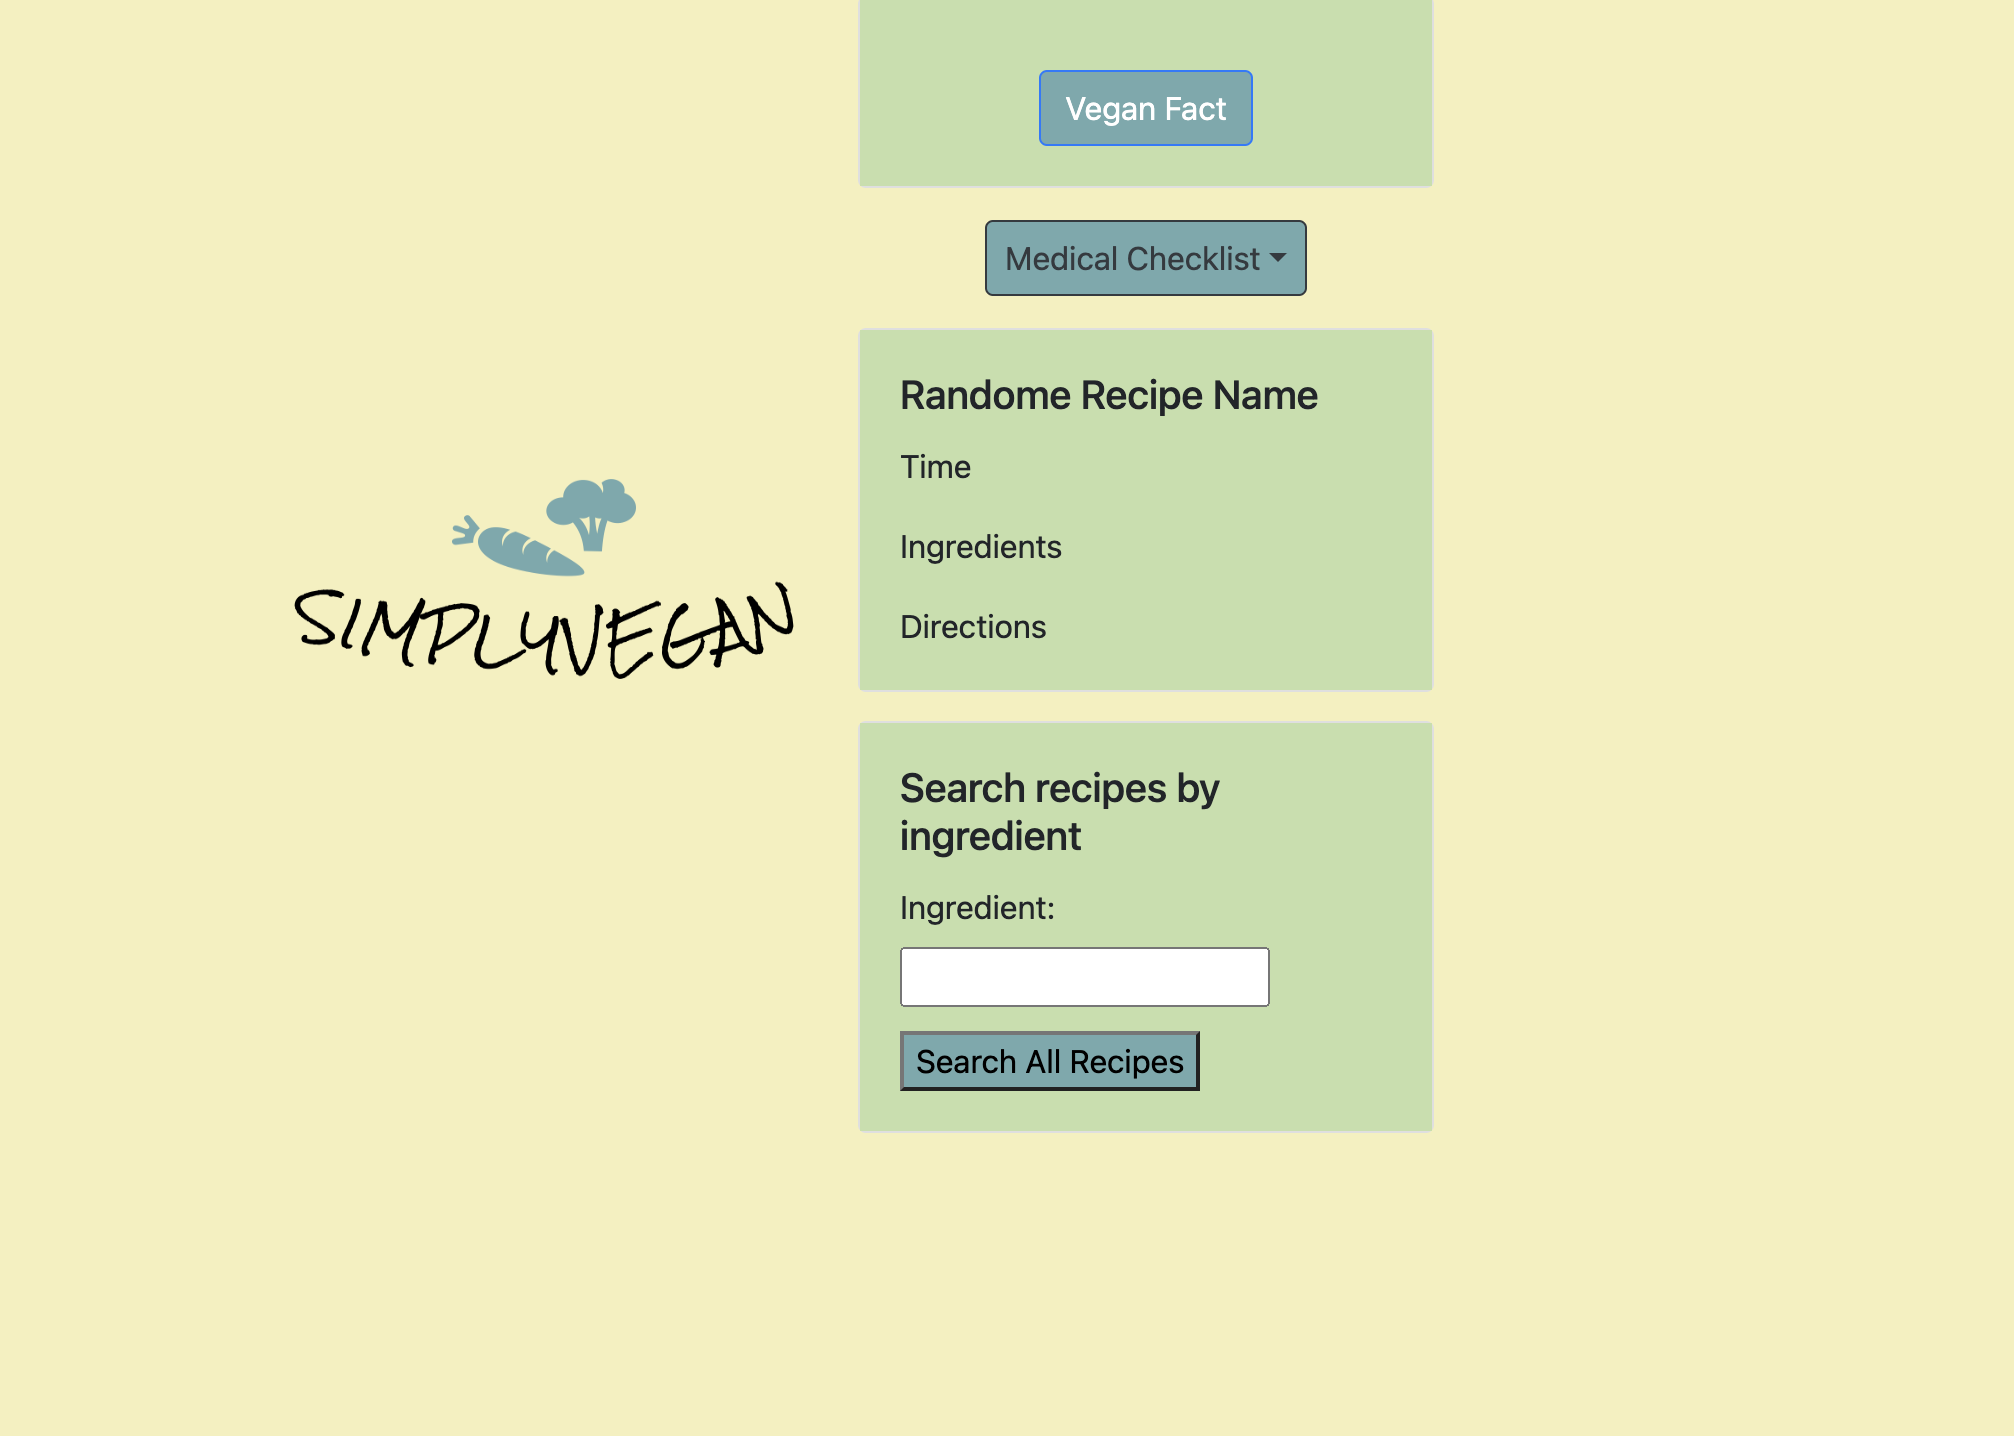 Vegan Fact
Medical Checklist
Randome Recipe Name
Time
Ingredients
Directions
SIMPLYVEGAN
Search recipes by
ingredient
Ingredient:
Search All Recipes